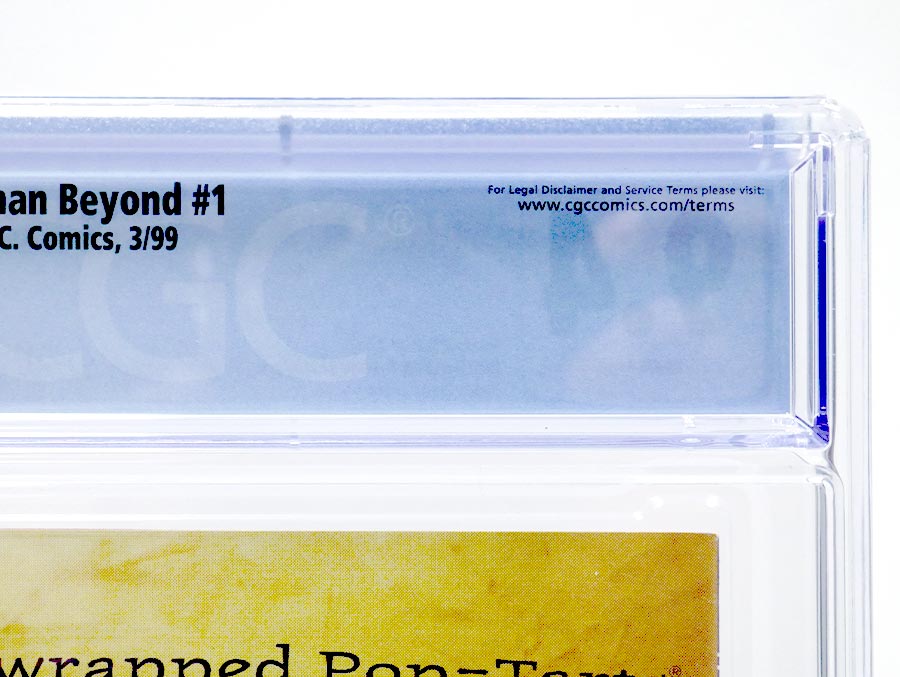 man Beyond #1
C. Comics, 3/99
For Legal Disclaimer and Service Terms please visit:
www.cgccomics.com/terms
CGC®
wrapped Pop-Tart